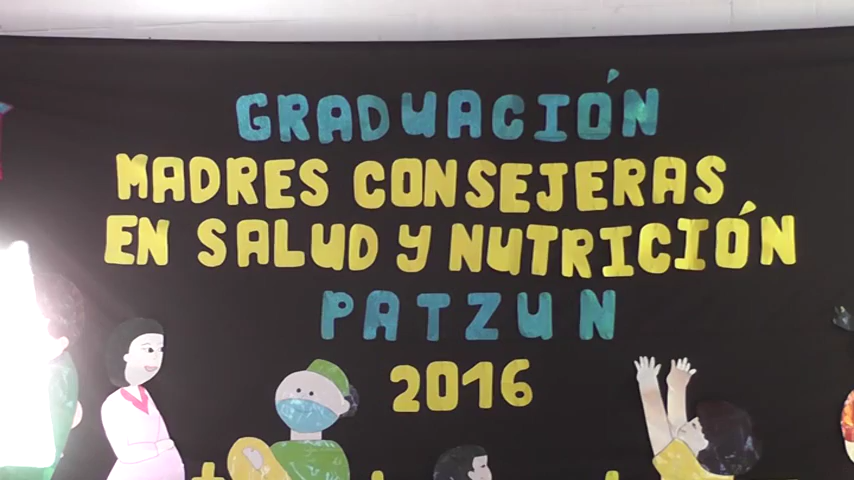 GRADUACIÓN
MADRES CONSEJERAS
EN SALUD Y NUTRICIÓN
PATZUN
2016